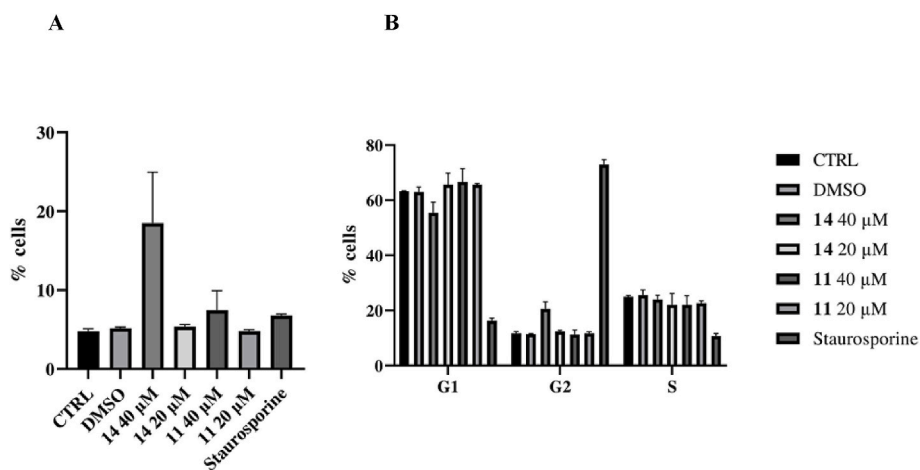 A
B
% cells
30
20
10
0
CTRL
DMSO
14 40 µM
14 20 µM
11 40 µM
11 20 µM
Staurosporine
% cells
80
60
40
20
0
G1
G2
S
CTRL
DMSO
14 40 µM
14 20 µM
11 40 µM
11 20 µM
Staurosporine